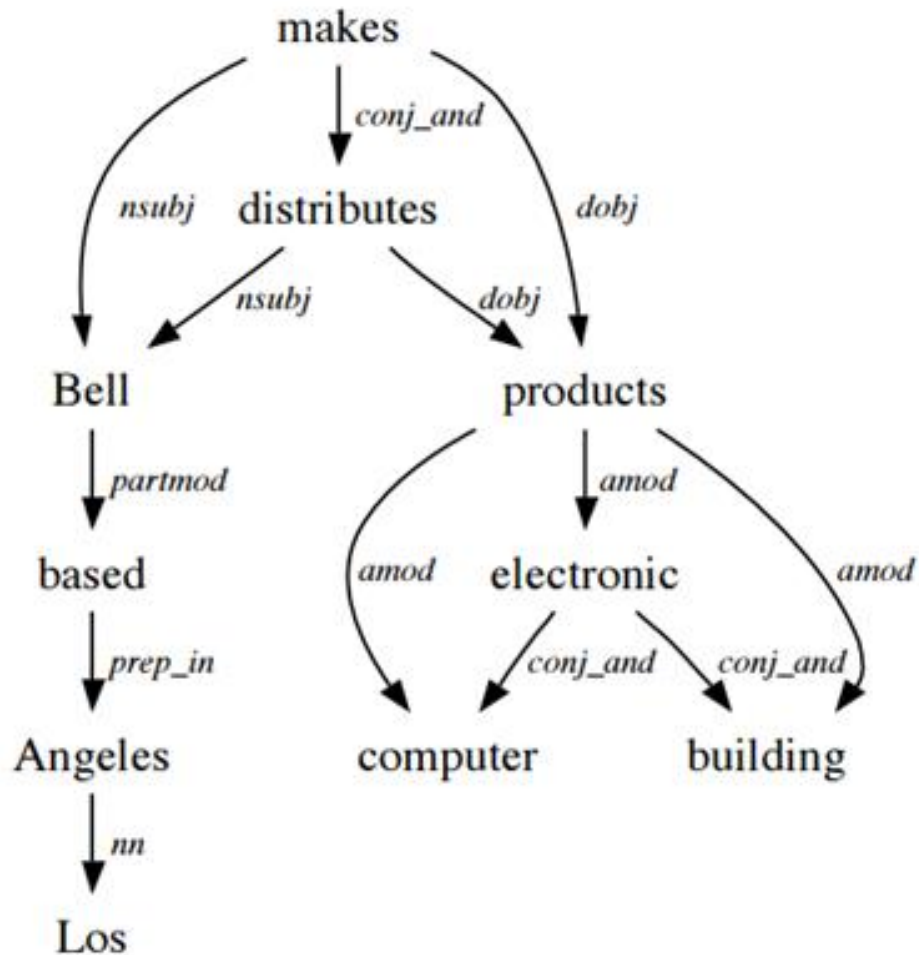 makes
conj_and
nsubj distributes dobj
nsubj dobj
Bell products
partmod amod
based amod electronic amod
prep_in conj_and conj_and
Angeles computer building
nn
Los